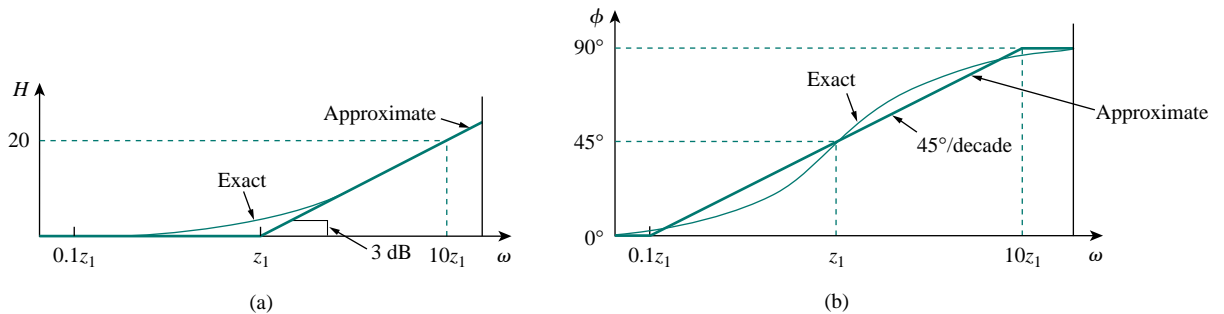 H
20
Approximate
Exact
3 dB
0.1z₁
z₁
10z₁
ω
(a)
ϕ
90°
45°
0°
Exact
Approximate
45°/decade
0.1z₁
z₁
10z₁
ω
(b)